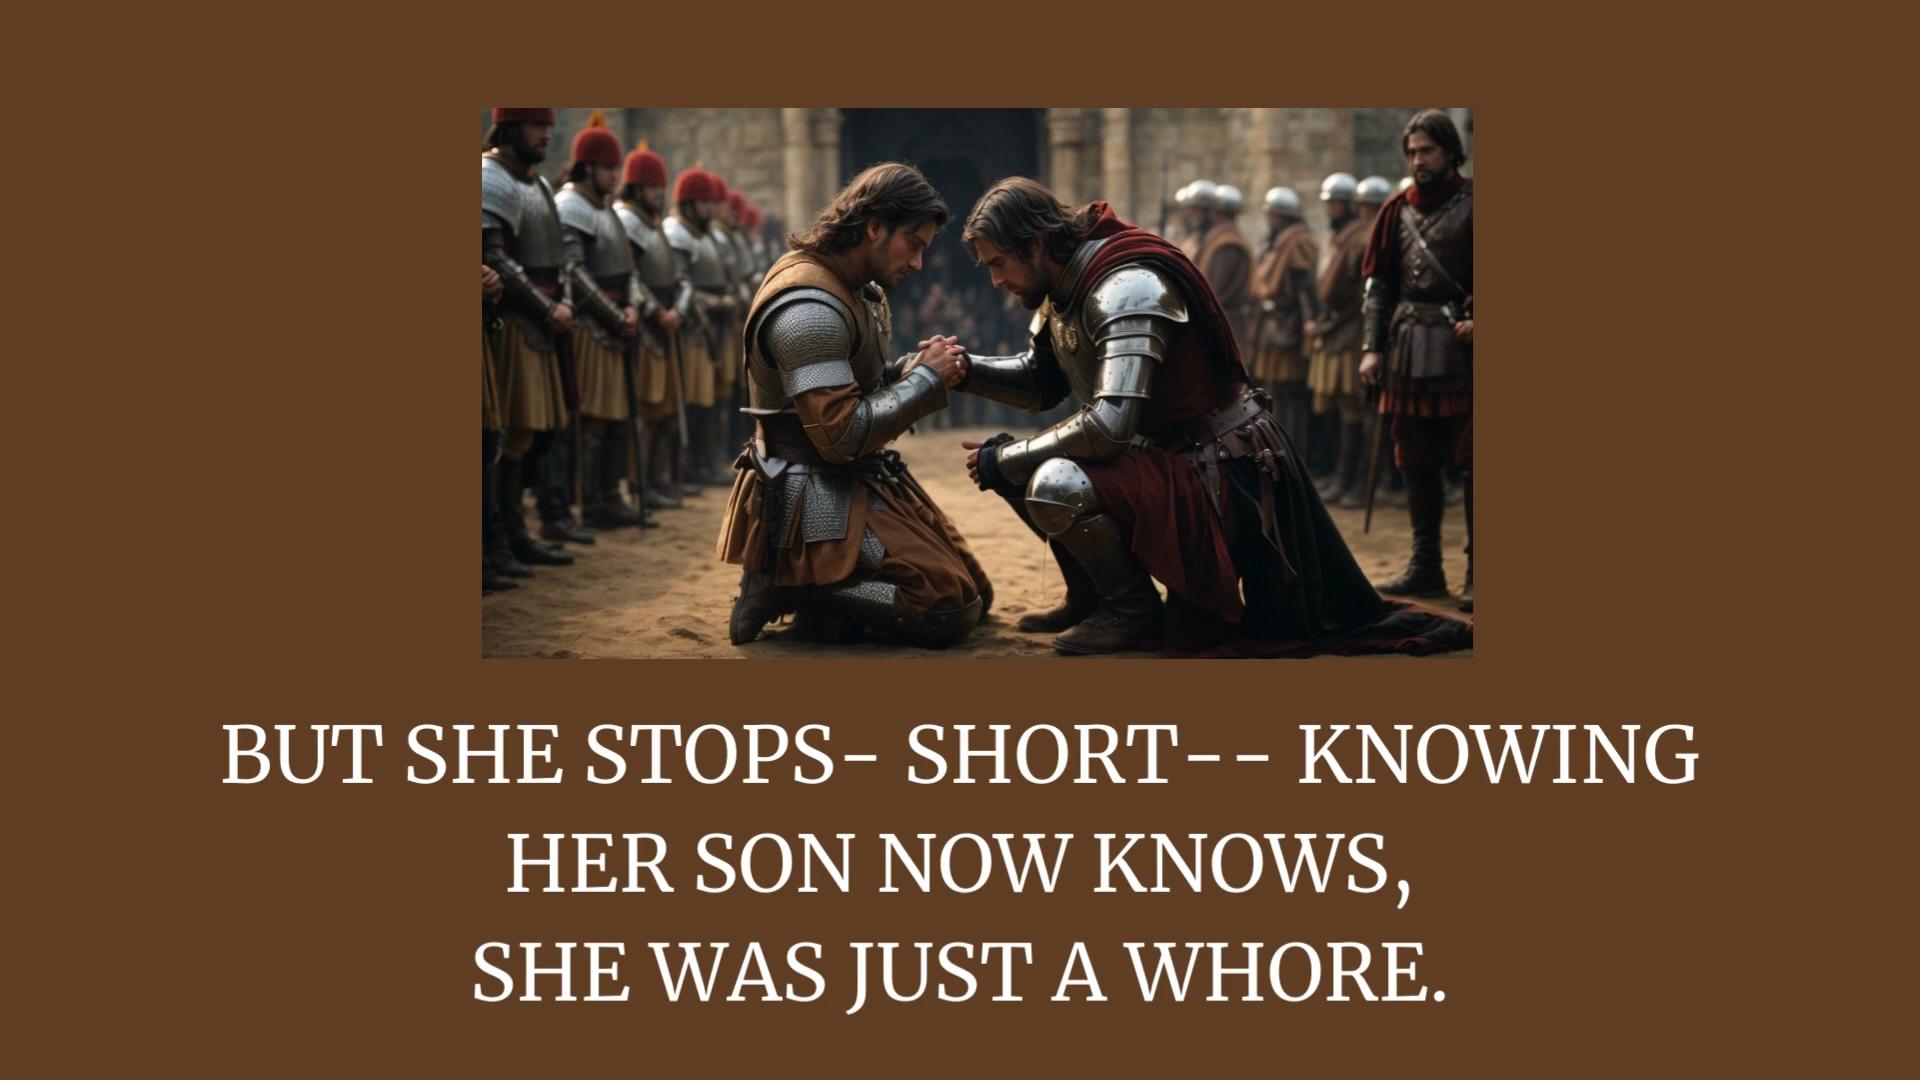 BUT SHE STOPS- SHORT-- KNOWING
HER SON NOW KNOWS,
SHE WAS JUST A WHORE.